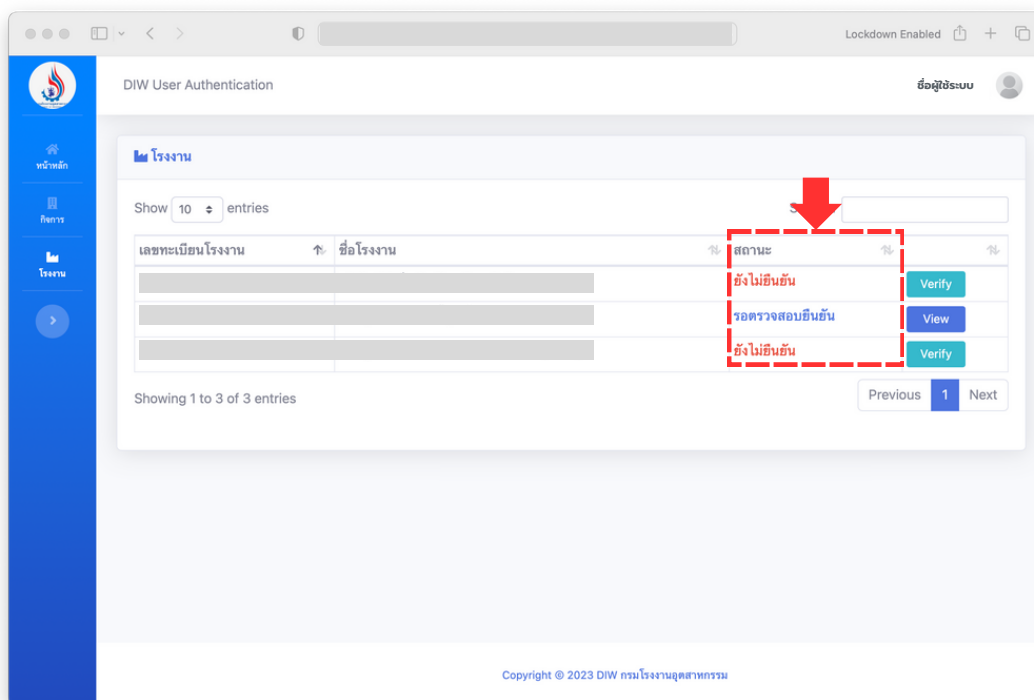 Lockdown Enabled
DIW User Authentication
ชื่อผู้ใช้ระบบ
หน้าหลัก
กิจการ
โรงงาน
โรงงาน
Show 10 entries
เลขทะเบียนโรงงาน ชื่อโรงงาน สถานะ
ยังไม่ยืนยัน Verify
รอตรวจสอบยืนยัน View
ยังไม่ยืนยัน Verify
Showing 1 to 3 of 3 entries
Previous 1 Next
Copyright © 2023 DIW กรมโรงงานอุตสาหกรรม